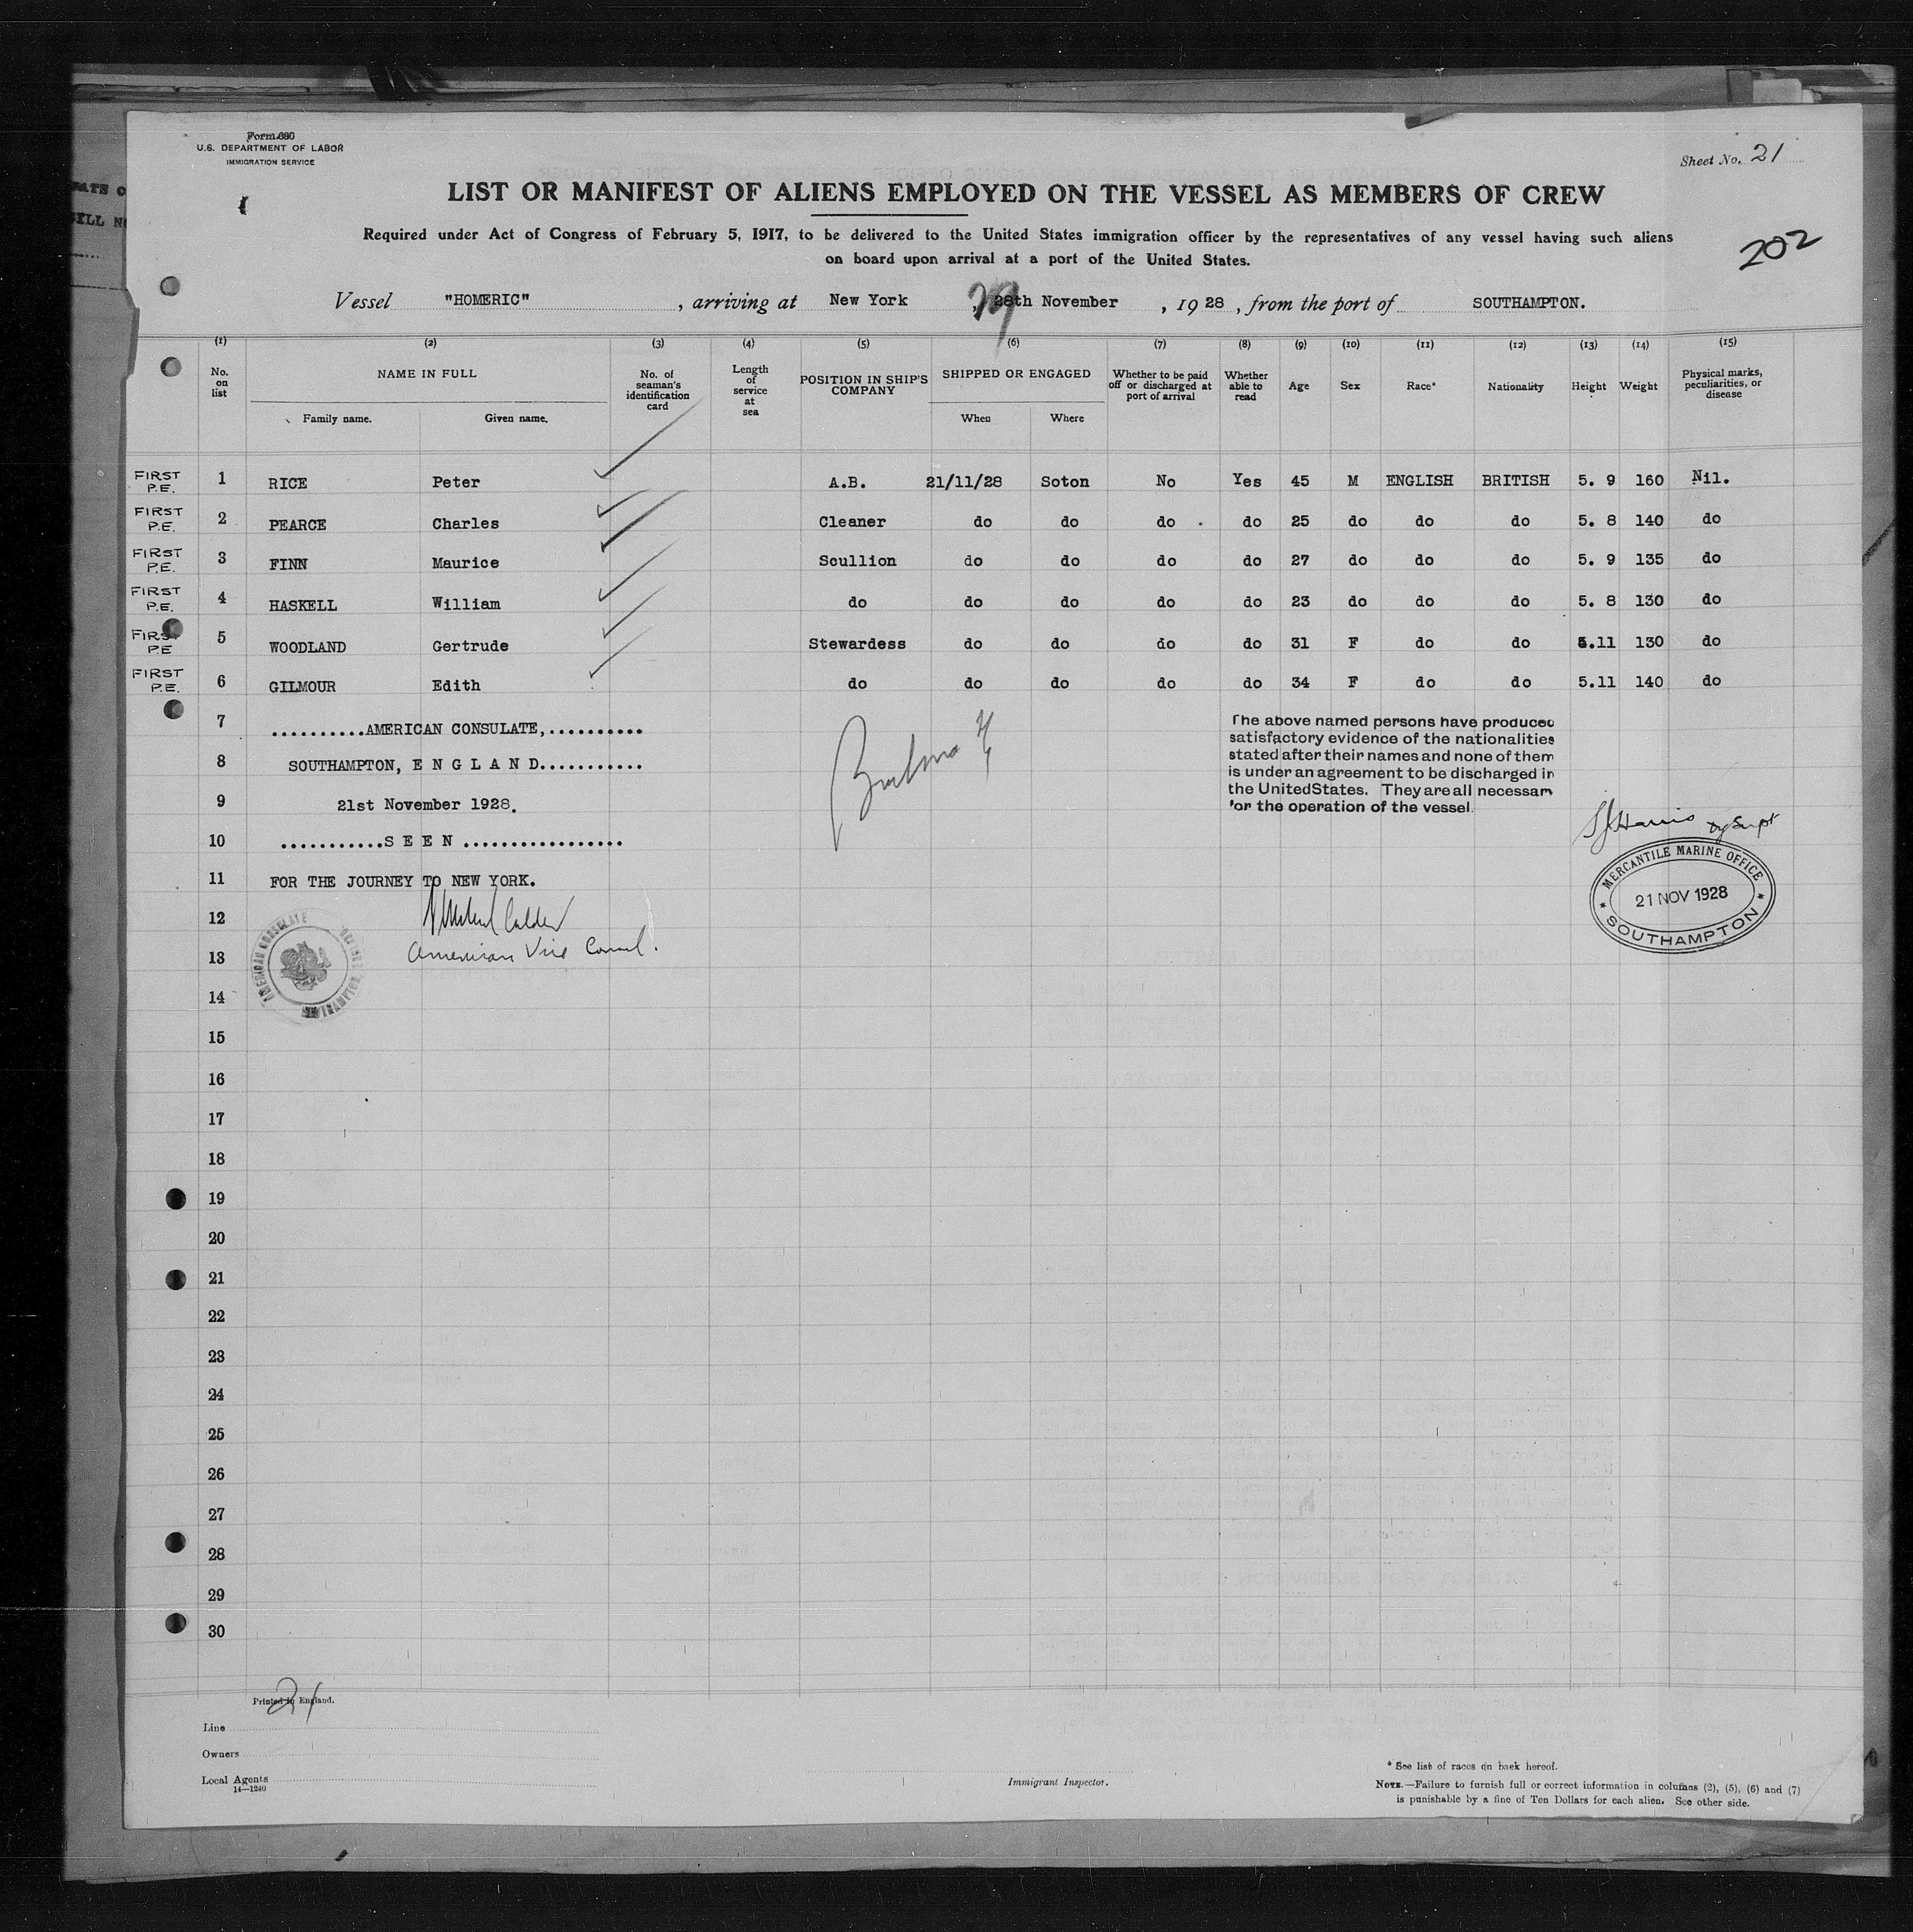 Form 680
U.S. DEPARTMENT OF LABOR
IMMIGRATION SERVICE
Sheet No. 21
LIST OR MANIFEST OF ALIENS EMPLOYED ON THE VESSEL AS MEMBERS OF CREW
Required under Act of Congress of February 5, 1917, to be delivered to the United States immigration officer by the representatives of any vessel having such aliens
on board upon arrival at a port of the United States.
202
Vessel "HOMERIC" , arriving at New York , 28th November , 19 28 , from the port of SOUTHAMPTON.
29
(1) (2) (3) (4) (5) (6) (7) (8) (9) (10) (11) (12) (13) (14) (15)
No. on list
NAME IN FULL
Family name. Given name.
No. of seaman's identification card
Length of service at sea
POSITION IN SHIP'S COMPANY
SHIPPED OR ENGAGED
When Where
Whether to be paid off or discharged at port of arrival
Whether able to read
Age
Sex
Race*
Nationality
Height
Weight
Physical marks, peculiarities, or disease
FIRST P.E. 1 RICE Peter A.B. 21/11/28 Soton No Yes 45 M ENGLISH BRITISH 5. 9 160 Nil.
FIRST P.E. 2 PEARCE Charles Cleaner do do do do 25 do do do 5. 8 140 do
FIRST P.E. 3 FINN Maurice Scullion do do do do 27 do do do 5. 9 135 do
FIRST P.E. 4 HASKELL William do do do do do 23 do do do 5. 8 130 do
FIRST P.E 5 WOODLAND Gertrude Stewardess do do do do 31 F do do 5.11 130 do
FIRST P.E. 6 GILMOUR Edith do do do do do 34 F do do 5.11 140 do
7 ..........AMERICAN CONSULATE,..........
8 SOUTHAMPTON, E N G L A N D...........
9 21st November 1928.
10 ...........S E E N .................
11 FOR THE JOURNEY TO NEW YORK.
12
13 American Vice Consul.
The above named persons have produced
satisfactory evidence of the nationalities
stated after their names and none of them
is under an agreement to be discharged in
the United States. They are all necessary
for the operation of the vessel.
Harris Dy Supt
MERCANTILE MARINE OFFICE
21 NOV 1928
SOUTHAMPTON
AMERICAN CONSULATE
14
15
16
17
18
19
20
21
22
23
24
25
26
27
28
29
30
Printed in England.
21
Line
Owners
Local Agents
14—1240
Immigrant Inspector.
* See list of races on back hereof.
NOTE.—Failure to furnish full or correct information in columns (2), (5), (6) and (7)
is punishable by a fine of Ten Dollars for each alien. See other side.